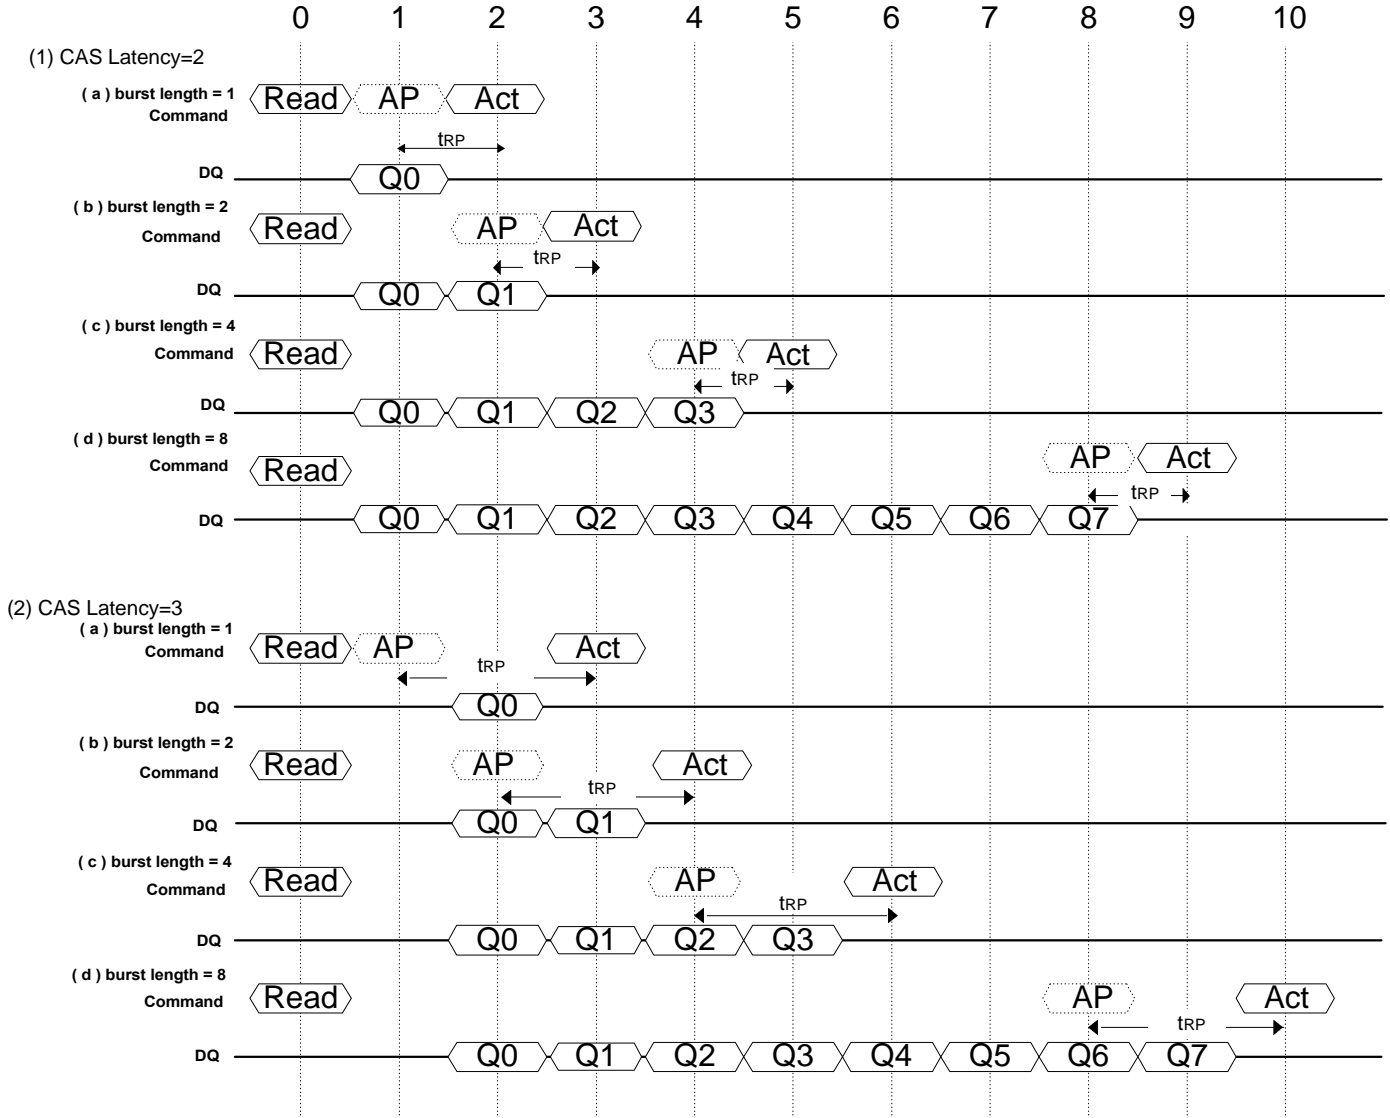 0 1 2 3 4 5 6 7 8 9 10
(1) CAS Latency=2
( a ) burst length = 1
Command Read AP Act
tRP
DQ Q0
( b ) burst length = 2
Command Read AP Act
tRP
DQ Q0 Q1
( c ) burst length = 4
Command Read AP Act
tRP
DQ Q0 Q1 Q2 Q3
( d ) burst length = 8
Command Read AP Act
tRP
DQ Q0 Q1 Q2 Q3 Q4 Q5 Q6 Q7
(2) CAS Latency=3
( a ) burst length = 1
Command Read AP Act
tRP
DQ Q0
( b ) burst length = 2
Command Read AP Act
tRP
DQ Q0 Q1
( c ) burst length = 4
Command Read AP Act
tRP
DQ Q0 Q1 Q2 Q3
( d ) burst length = 8
Command Read AP Act
tRP
DQ Q0 Q1 Q2 Q3 Q4 Q5 Q6 Q7